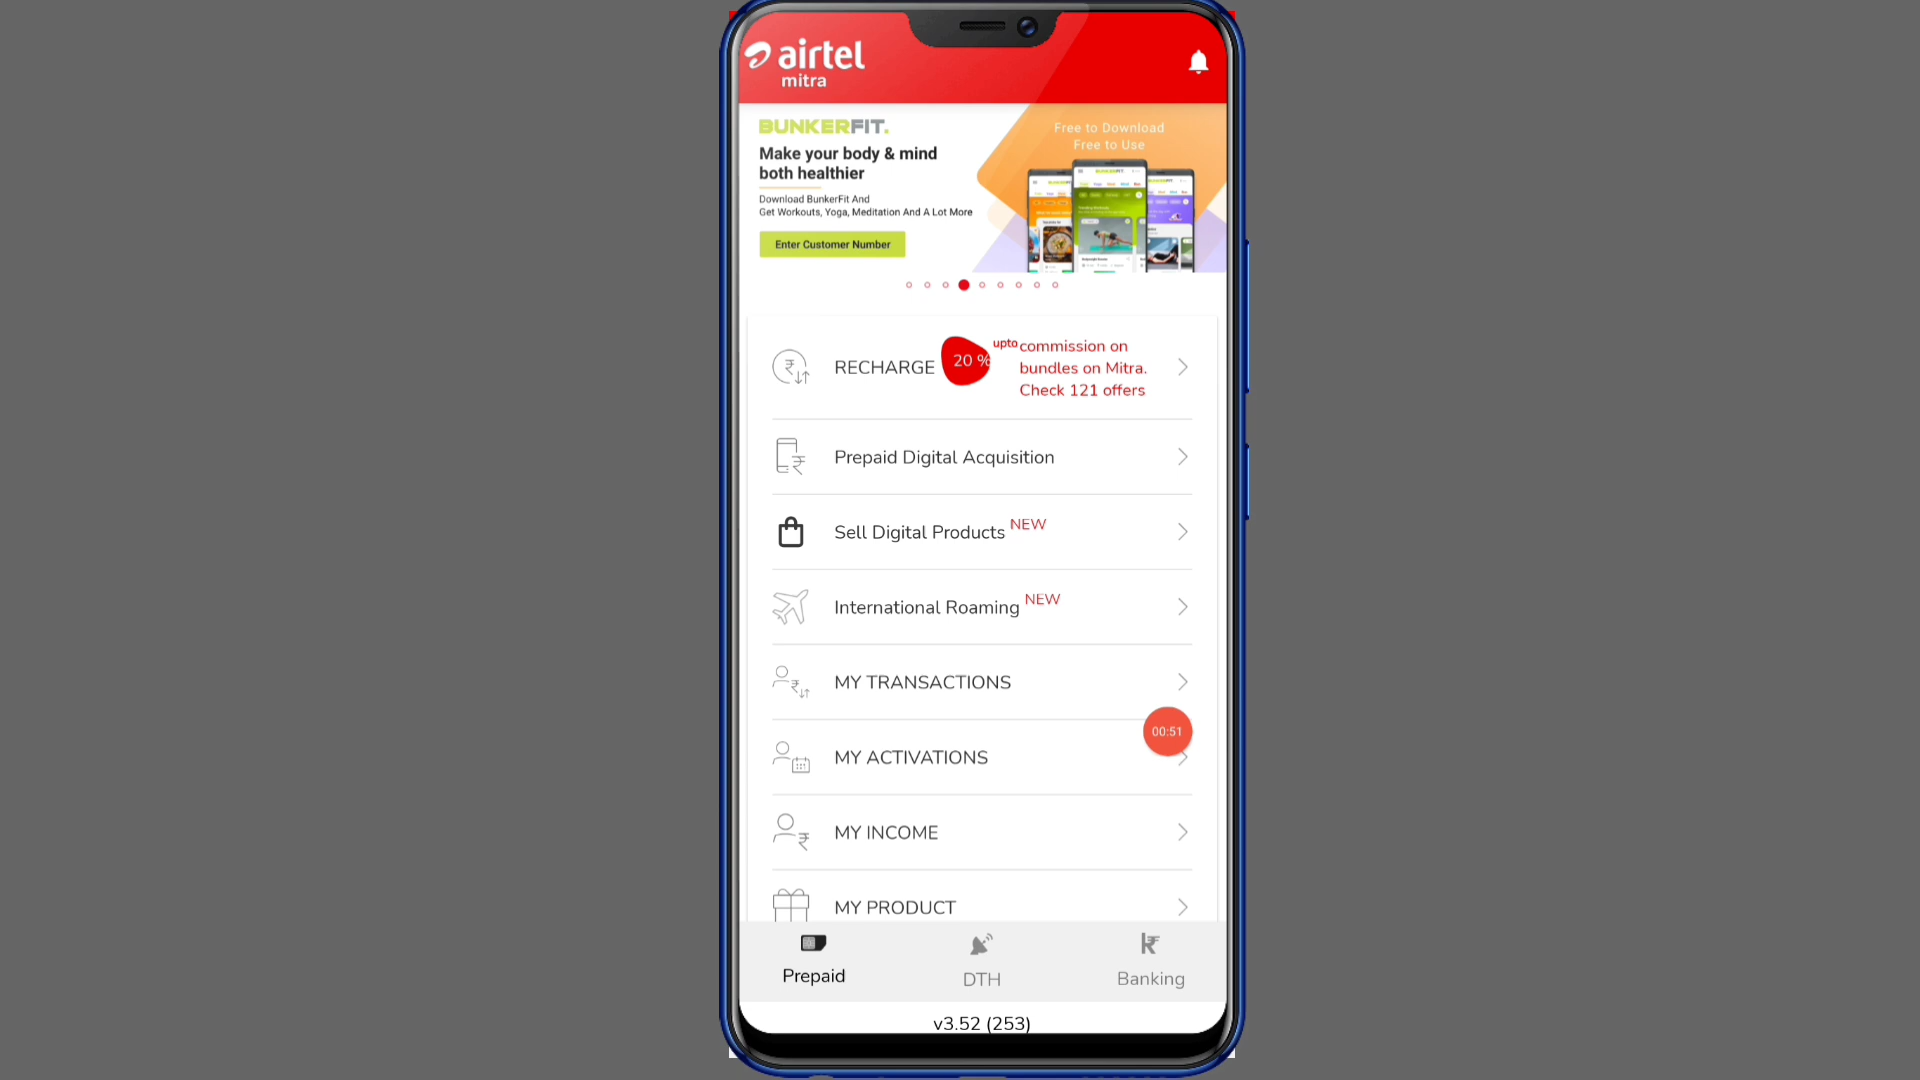 airtel
mitra
BUNKERFIT.
Make your body & mind
both healthier
Download BunkerFit And
Get Workouts, Yoga, Meditation And A Lot More
Enter Customer Number
Free to Download
Free to Use
RECHARGE
20 %
upto
commission on
bundles on Mitra.
Check 121 offers
Prepaid Digital Acquisition
Sell Digital Products NEW
International Roaming NEW
MY TRANSACTIONS
00:51
MY ACTIVATIONS
MY INCOME
MY PRODUCT
Prepaid
DTH
Banking
v3.52 (253)